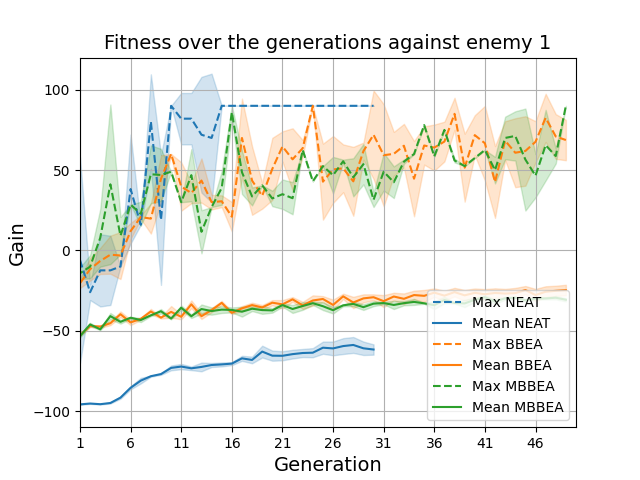 Fitness over the generations against enemy 1
Gain
100
50
0
−50
−100
1 6 11 16 21 26 31 36 41 46
Generation
Max NEAT
Mean NEAT
Max BBEA
Mean BBEA
Max MBBEA
Mean MBBEA